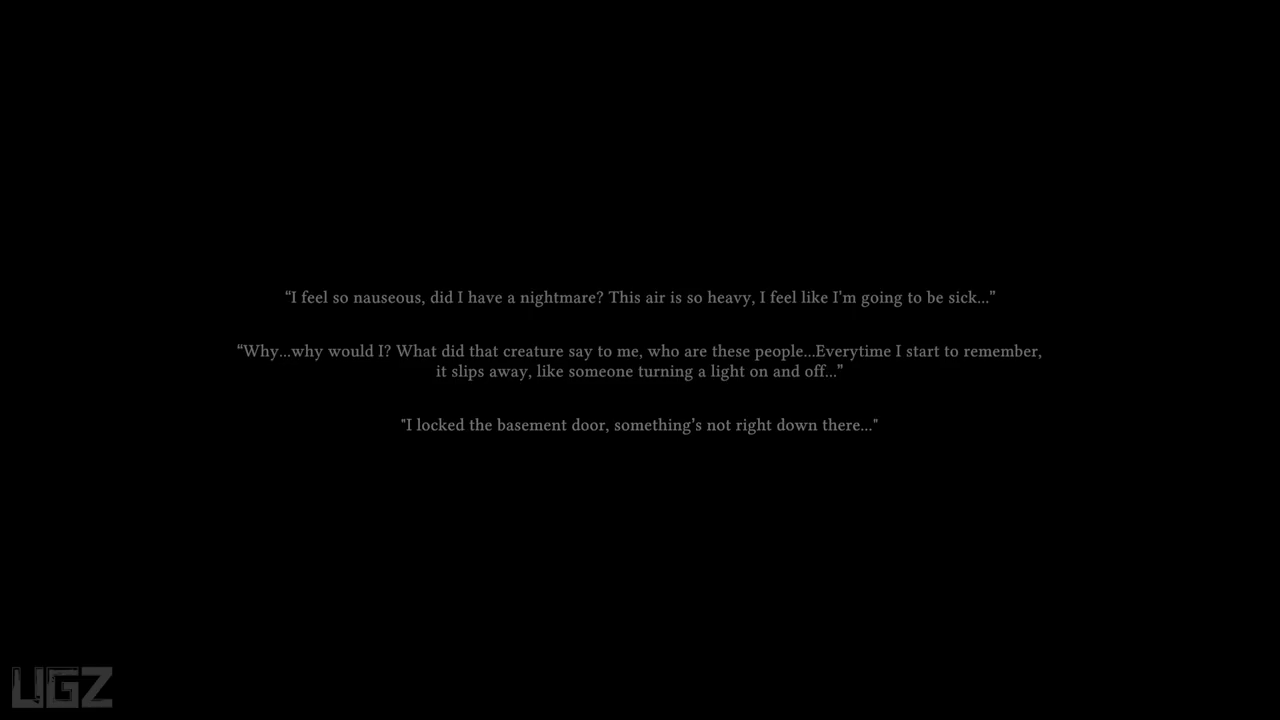 “I feel so nauseous, did I have a nightmare? This air is so heavy, I feel like I'm going to be sick..."
“Why...why would I? What did that creature say to me, who are these people...Everytime I start to remember,
it slips away, like someone turning a light on and off...”
"I locked the basement door, something’s not right down there..."
UGZ